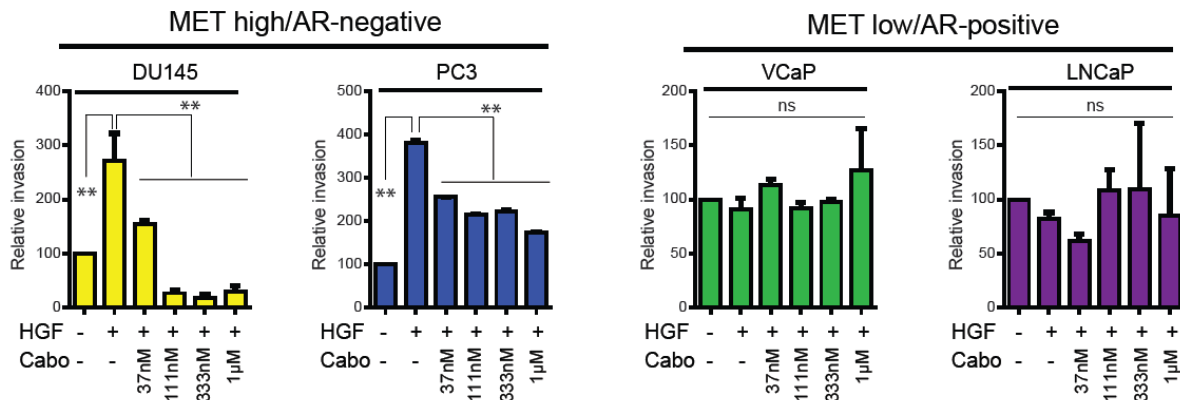 MET high/AR-negative
MET low/AR-positive
DU145
PC3
VCaP
LNCaP
Relative invasion
400
300
200
100
0
**
**
Relative invasion
500
400
300
200
100
0
**
**
Relative invasion
200
150
100
50
0
ns
Relative invasion
200
150
100
50
0
ns
HGF - + + + + +
Cabo - - 37nM 111nM 333nM 1µM
HGF - + + + + +
Cabo - - 37nM 111nM 333nM 1µM
HGF - + + + + +
Cabo - - 37nM 111nM 333nM 1µM
HGF - + + + + +
Cabo - - 37nM 111nM 333nM 1µM